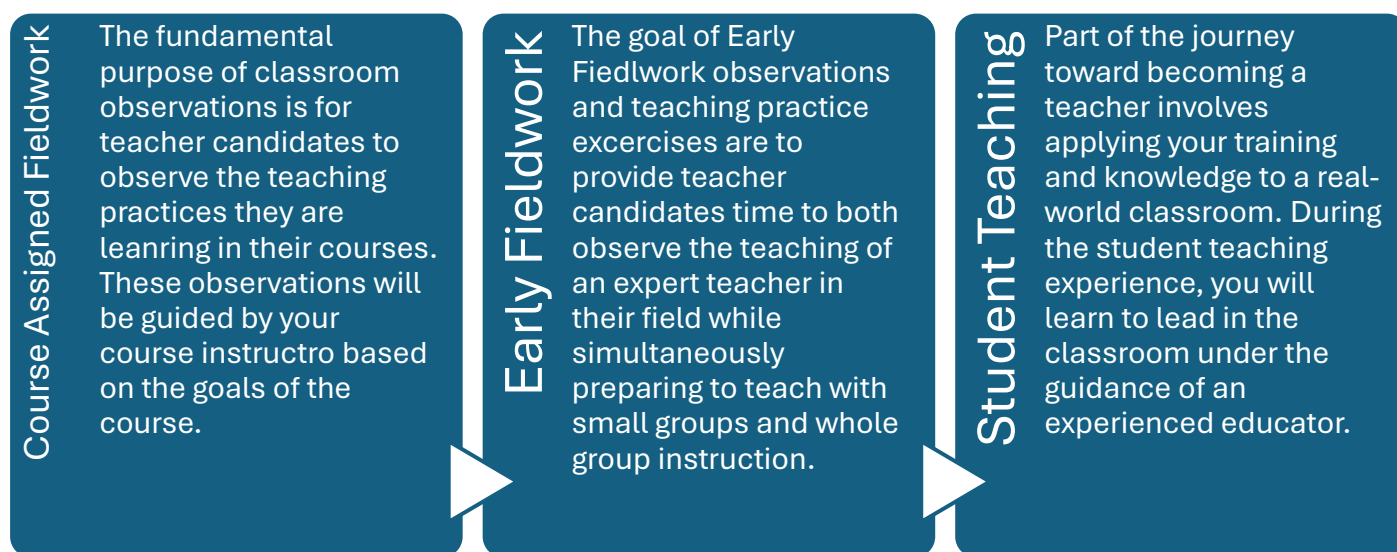 Course Assigned Fieldwork
The fundamental
purpose of classroom
observations is for
teacher candidates to
observe the teaching
practices they are
leanring in their courses.
These observations will
be guided by your
course instructro based
on the goals of the
course.
Early Fieldwork
The goal of Early
Fiedlwork observations
and teaching practice
excercises are to
provide teacher
candidates time to both
observe the teaching of
an expert teacher in
their field while
simultaneously
preparing to teach with
small groups and whole
group instruction.
Student Teaching
Part of the journey
toward becoming a
teacher involves
applying your training
and knowledge to a real-
world classroom. During
the student teaching
experience, you will
learn to lead in the
classroom under the
guidance of an
experienced educator.